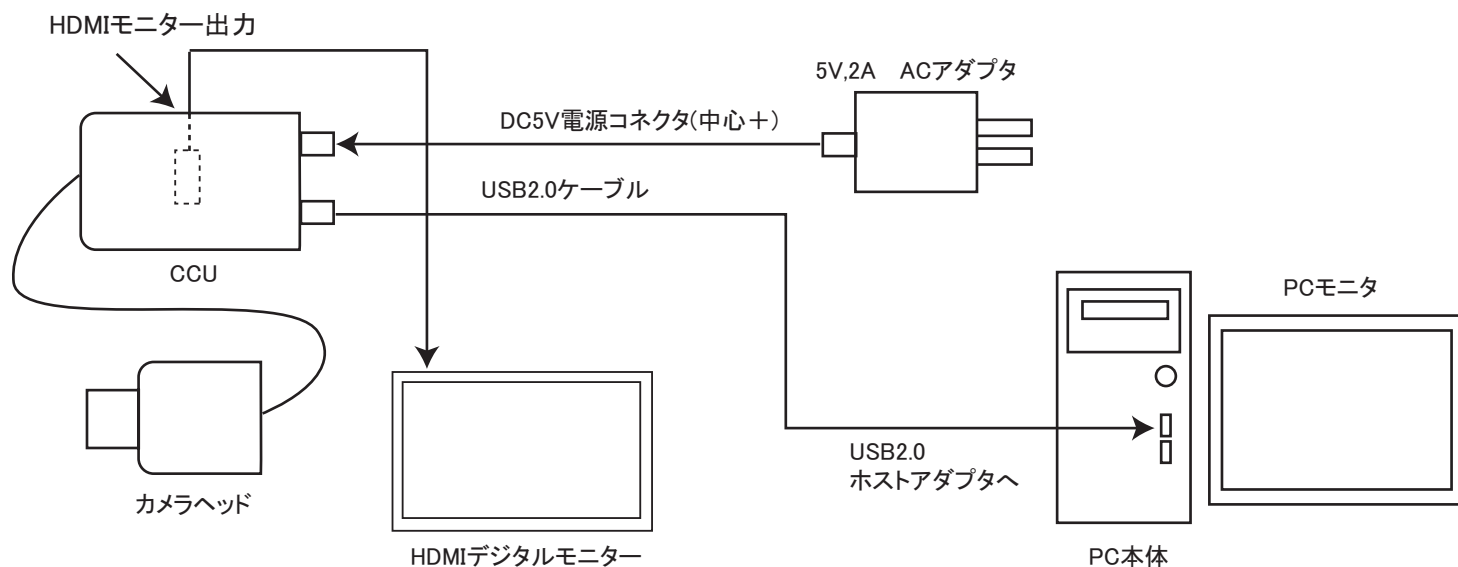 HDMIモニター出力
5V,2A　ACアダプタ
DC5V電源コネクタ(中心＋)
USB2.0ケーブル
CCU
PCモニタ
USB2.0
ホストアダプタへ
カメラヘッド
HDMIデジタルモニター
PC本体